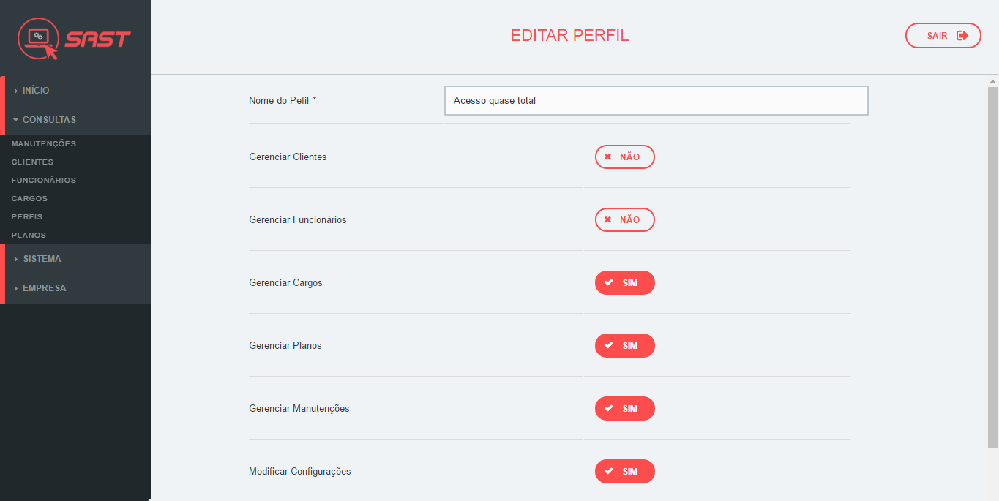 SAST
EDITAR PERFIL
SAIR
INÍCIO
CONSULTAS
MANUTENÇÕES
CLIENTES
FUNCIONÁRIOS
CARGOS
PERFIS
PLANOS
SISTEMA
EMPRESA
Nome do Pefil * Acesso quase total
Gerenciar Clientes NÃO
Gerenciar Funcionários NÃO
Gerenciar Cargos SIM
Gerenciar Planos SIM
Gerenciar Manutenções SIM
Modificar Configurações SIM